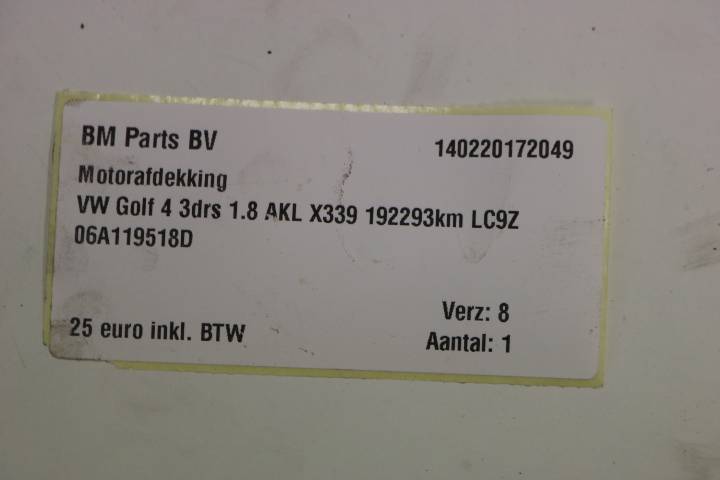 BM Parts BV 140220172049
Motorafdekking
VW Golf 4 3drs 1.8 AKL X339 192293km LC9Z
06A119518D
Verz: 8
25 euro inkl. BTW Aantal: 1